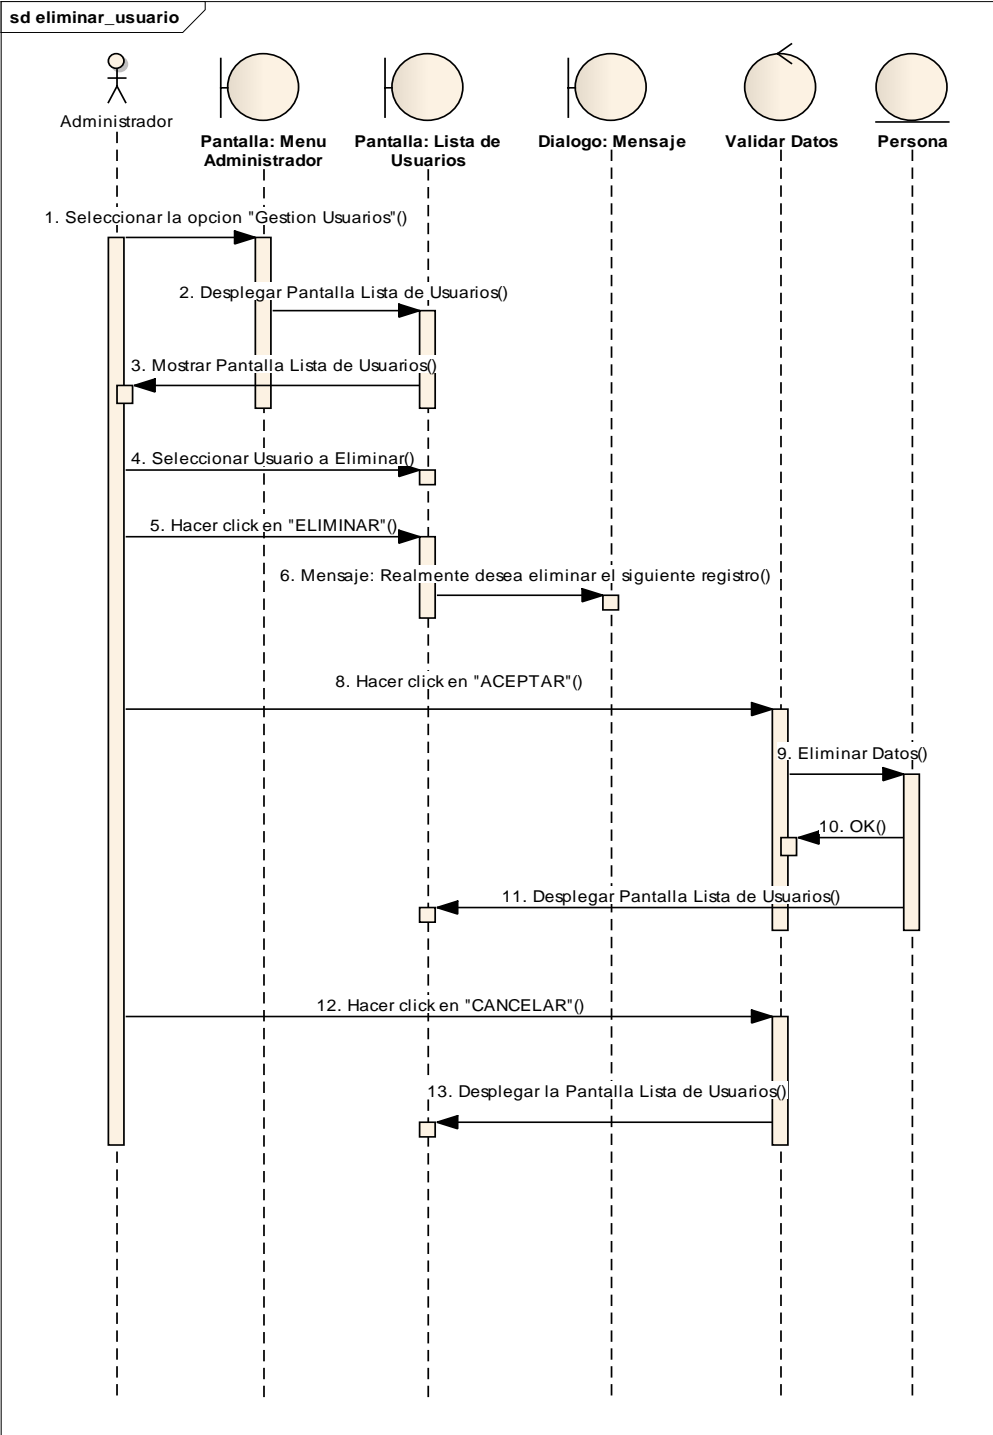 sd eliminar_usuario
Administrador
Pantalla: Menu
Administrador
Pantalla: Lista de
Usuarios
Dialogo: Mensaje
Validar Datos
Persona
1. Seleccionar la opcion "Gestion Usuarios"()
2. Desplegar Pantalla Lista de Usuarios()
3. Mostrar Pantalla Lista de Usuarios()
4. Seleccionar Usuario a Eliminar()
5. Hacer click en "ELIMINAR"()
6. Mensaje: Realmente desea eliminar el siguiente registro()
8. Hacer click en "ACEPTAR"()
9. Eliminar Datos()
10. OK()
11. Desplegar Pantalla Lista de Usuarios()
12. Hacer click en "CANCELAR"()
13. Desplegar la Pantalla Lista de Usuarios()